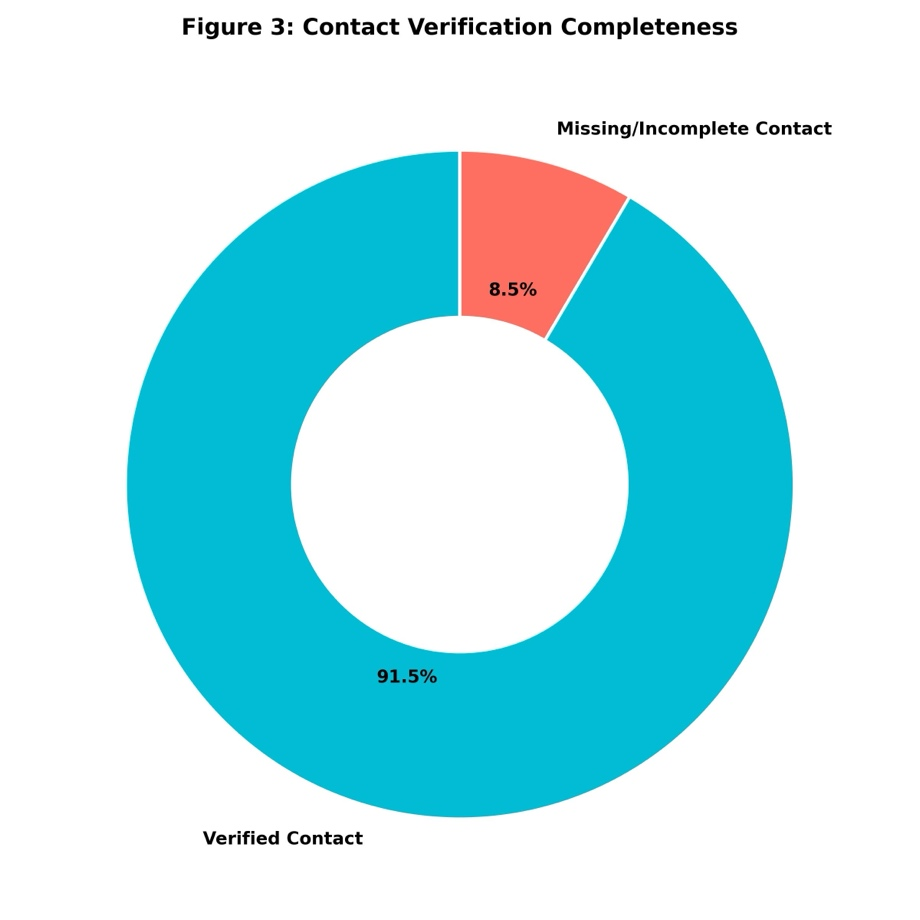 Figure 3: Contact Verification Completeness
Missing/Incomplete Contact
8.5%
91.5%
Verified Contact